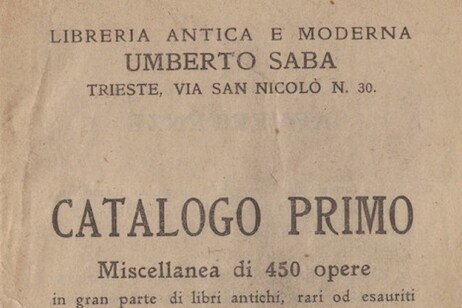 LIBRERIA ANTICA E MODERNA
UMBERTO SABA
TRIESTE, VIA SAN NICOLÒ N. 30.
CATALOGO PRIMO
Miscellanea di 450 opere
in gran parte di libri antichi, rari od esauriti